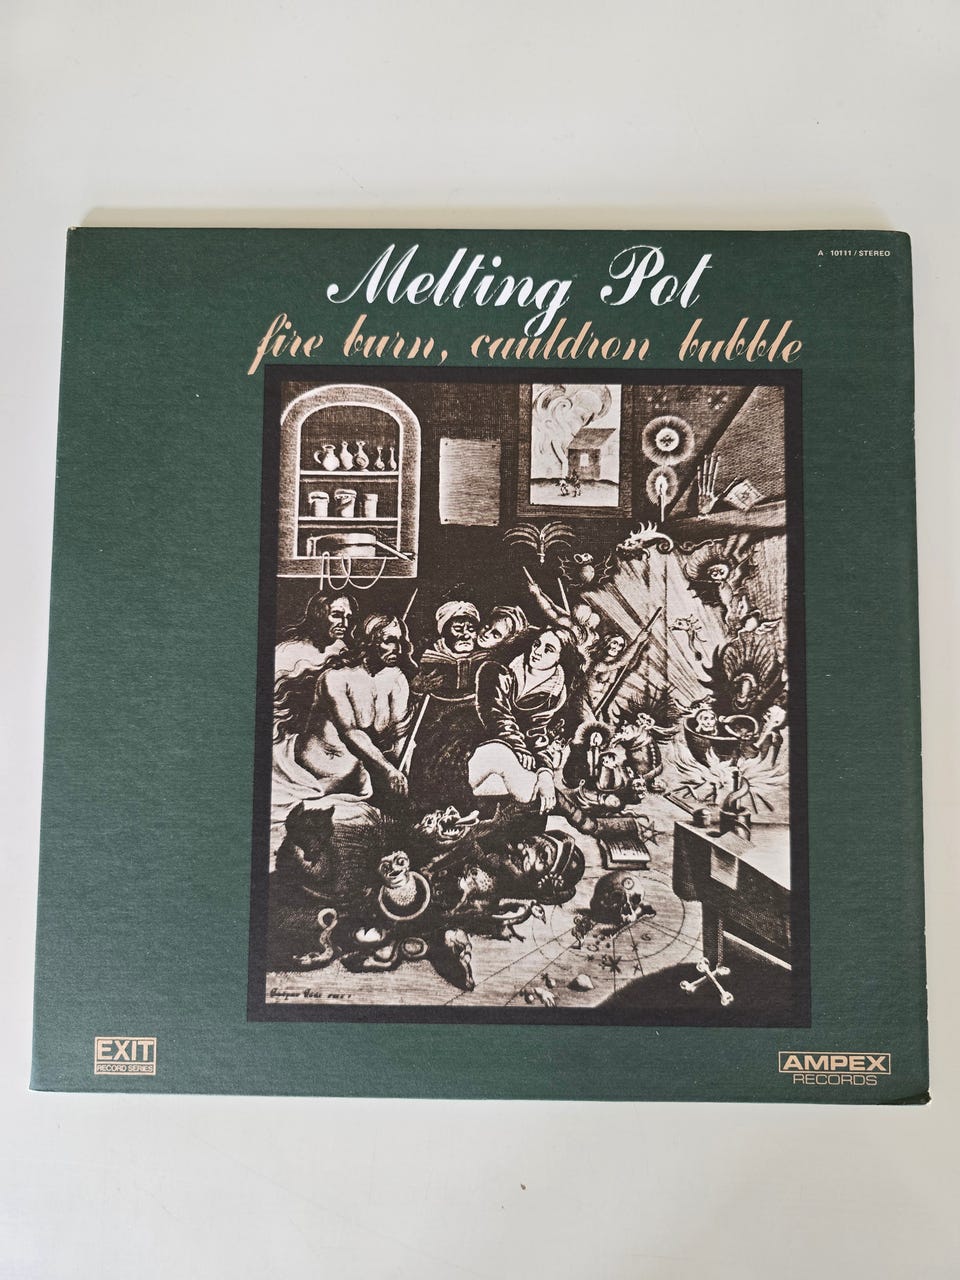 Melting Pot
A - 10111 / STEREO
fire burn, cauldron bubble
EXIT
RECORD SERIES
AMPEX
RECORDS